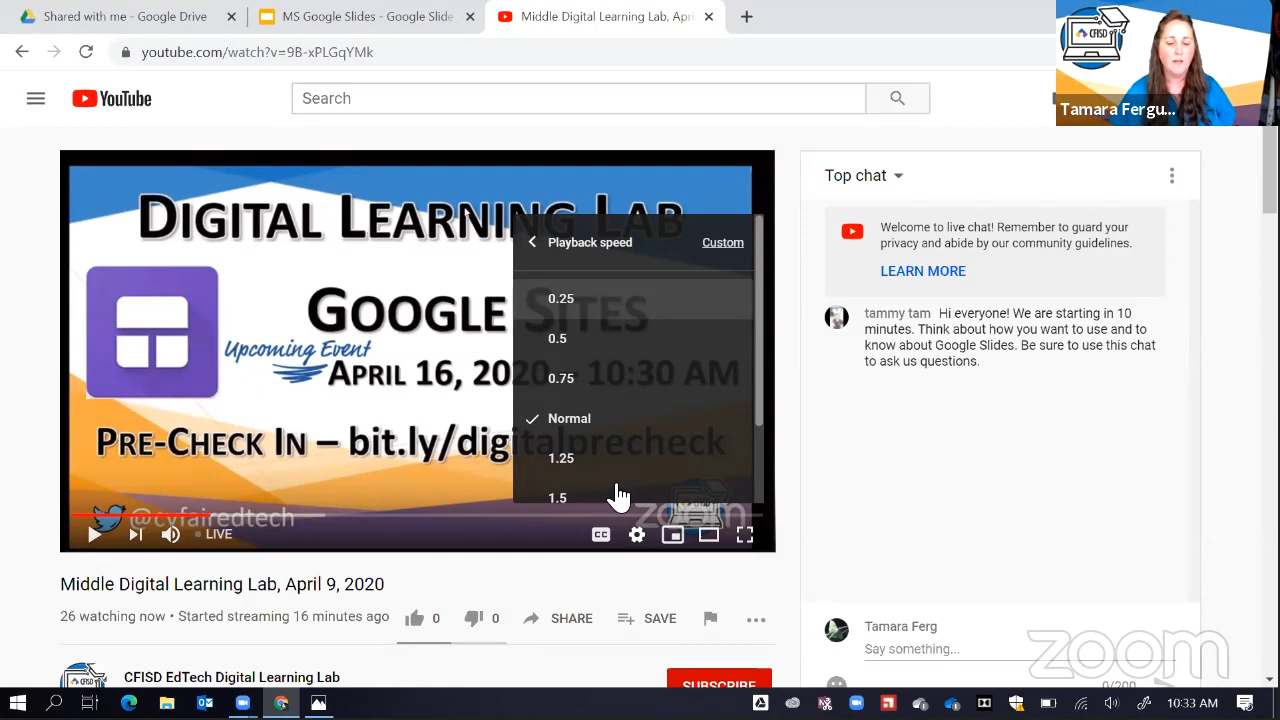 Shared with me - Google Drive
MS Google Slides - Google Slide
Middle Digital Learning Lab, Apri
youtube.com/watch?v=9B-xPLGqYMk
CFISD
Tamara Fergu...
YouTube
Search
DIGITAL LEARNING LAB
GOOGLE SITES
Upcoming Event
APRIL 16, 2020 - 10:30 AM
PRE-CHECK IN – bit.ly/digitalprecheck
@cyfairedtech
zoom
Playback speed
Custom
0.25
0.5
0.75
Normal
1.25
1.5
LIVE
CC
Top chat
Welcome to live chat! Remember to guard your
privacy and abide by our community guidelines.
LEARN MORE
tammy tam Hi everyone! We are starting in 10
minutes. Think about how you want to use and to
know about Google Slides. Be sure to use this chat
to ask us questions.
Middle Digital Learning Lab, April 9, 2020
26 watching now • Started streaming 16 minutes ago
0
0
SHARE
SAVE
Tamara Ferg
Say something...
0/200
zoom
CFISD EdTech Digital Learning Lab
SUBSCRIBE
10:33 AM